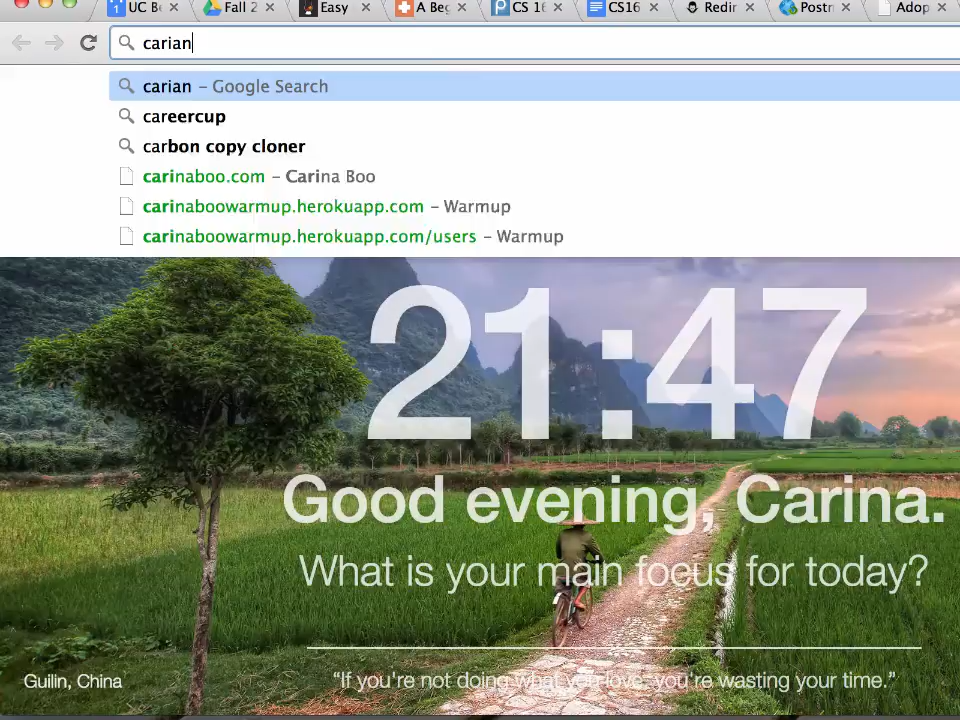 UC Be
Fall 2
Easy
A Beg
CS 16
CS16
Redir
Postm
Adop
carian
carian – Google Search
careercup
carbon copy cloner
carinaboo.com – Carina Boo
carinaboowarmup.herokuapp.com – Warmup
carinaboowarmup.herokuapp.com/users – Warmup
21:47
Good evening, Carina.
What is your main focus for today?
Guilin, China
“If you're not doing what you love, you're wasting your time.”